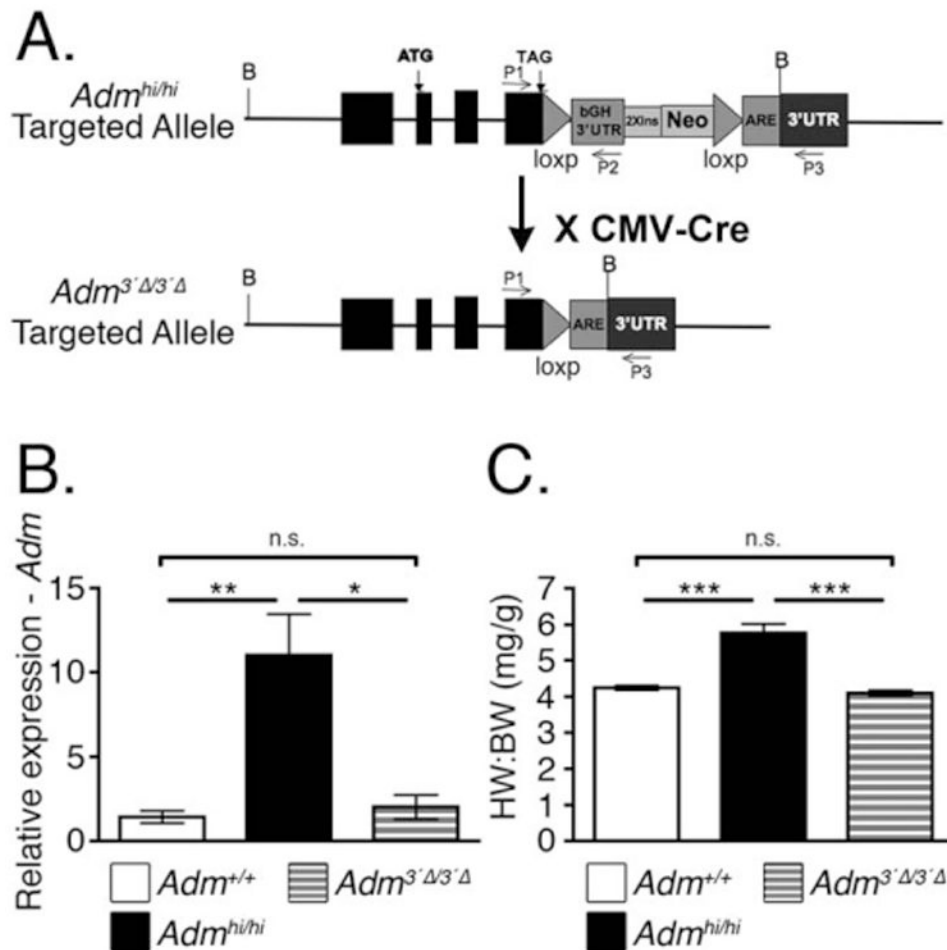 A.
ATG
TAG
B
P1
B
Adm^hi/hi
Targeted Allele
bGH
3'UTR
2XIns
Neo
ARE
3'UTR
loxp
P2
loxp
P3
X CMV-Cre
B
P1
B
Adm^3´Δ/3´Δ
Targeted Allele
ARE
3'UTR
loxp
P3
B.
n.s.
**
*
Relative expression - Adm
15
10
5
0
Adm^+/+
Adm^3´Δ/3´Δ
Adm^hi/hi
C.
n.s.
***
***
HW:BW (mg/g)
7
6
5
4
3
2
1
0
Adm^+/+
Adm^3´Δ/3´Δ
Adm^hi/hi